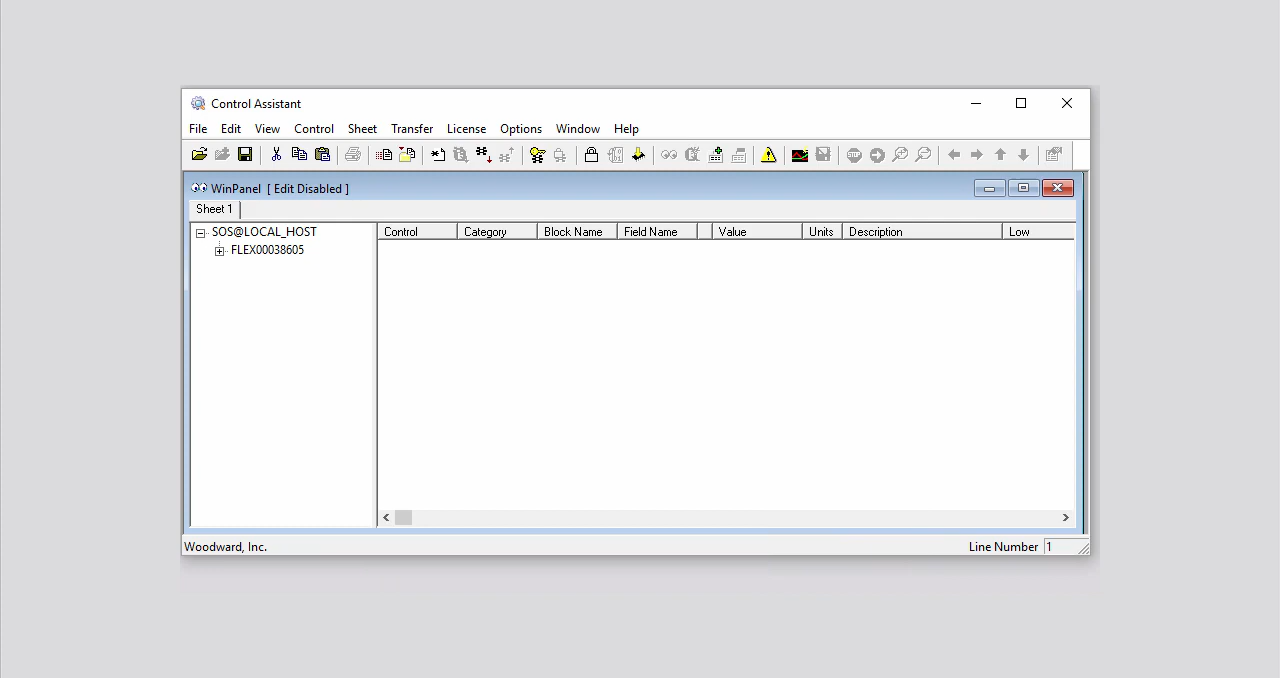 Control Assistant
File Edit View Control Sheet Transfer License Options Window Help
WinPanel [ Edit Disabled ]
Sheet 1
SOS@LOCAL_HOST
FLEX00038605
Control Category Block Name Field Name Value Units Description Low
Woodward, Inc. Line Number 1